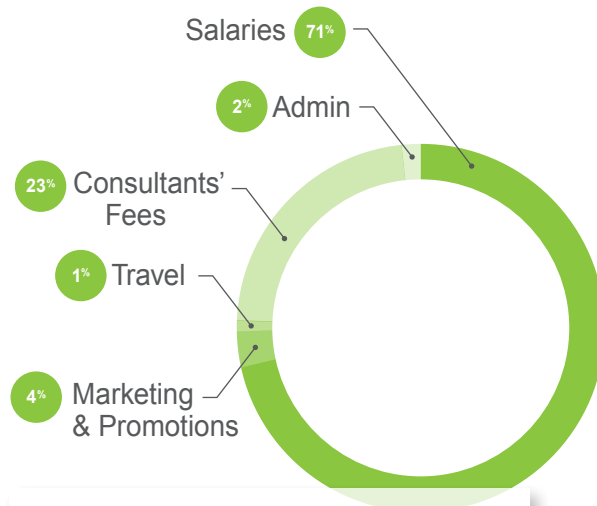 Salaries 71%
2% Admin
23% Consultants'
Fees
1% Travel
4% Marketing
& Promotions